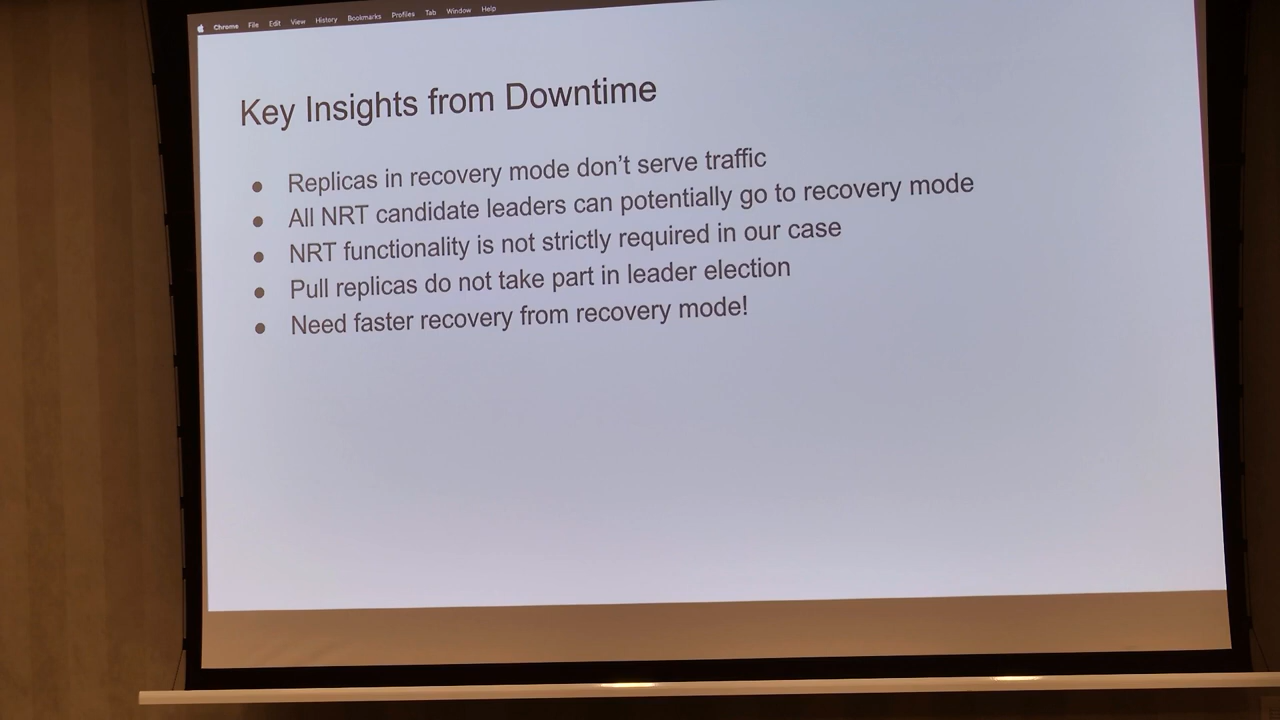 Chrome File Edit View History Bookmarks Profiles Tab Window Help
Key Insights from Downtime
● Replicas in recovery mode don't serve traffic
● All NRT candidate leaders can potentially go to recovery mode
● NRT functionality is not strictly required in our case
● Pull replicas do not take part in leader election
● Need faster recovery from recovery mode!